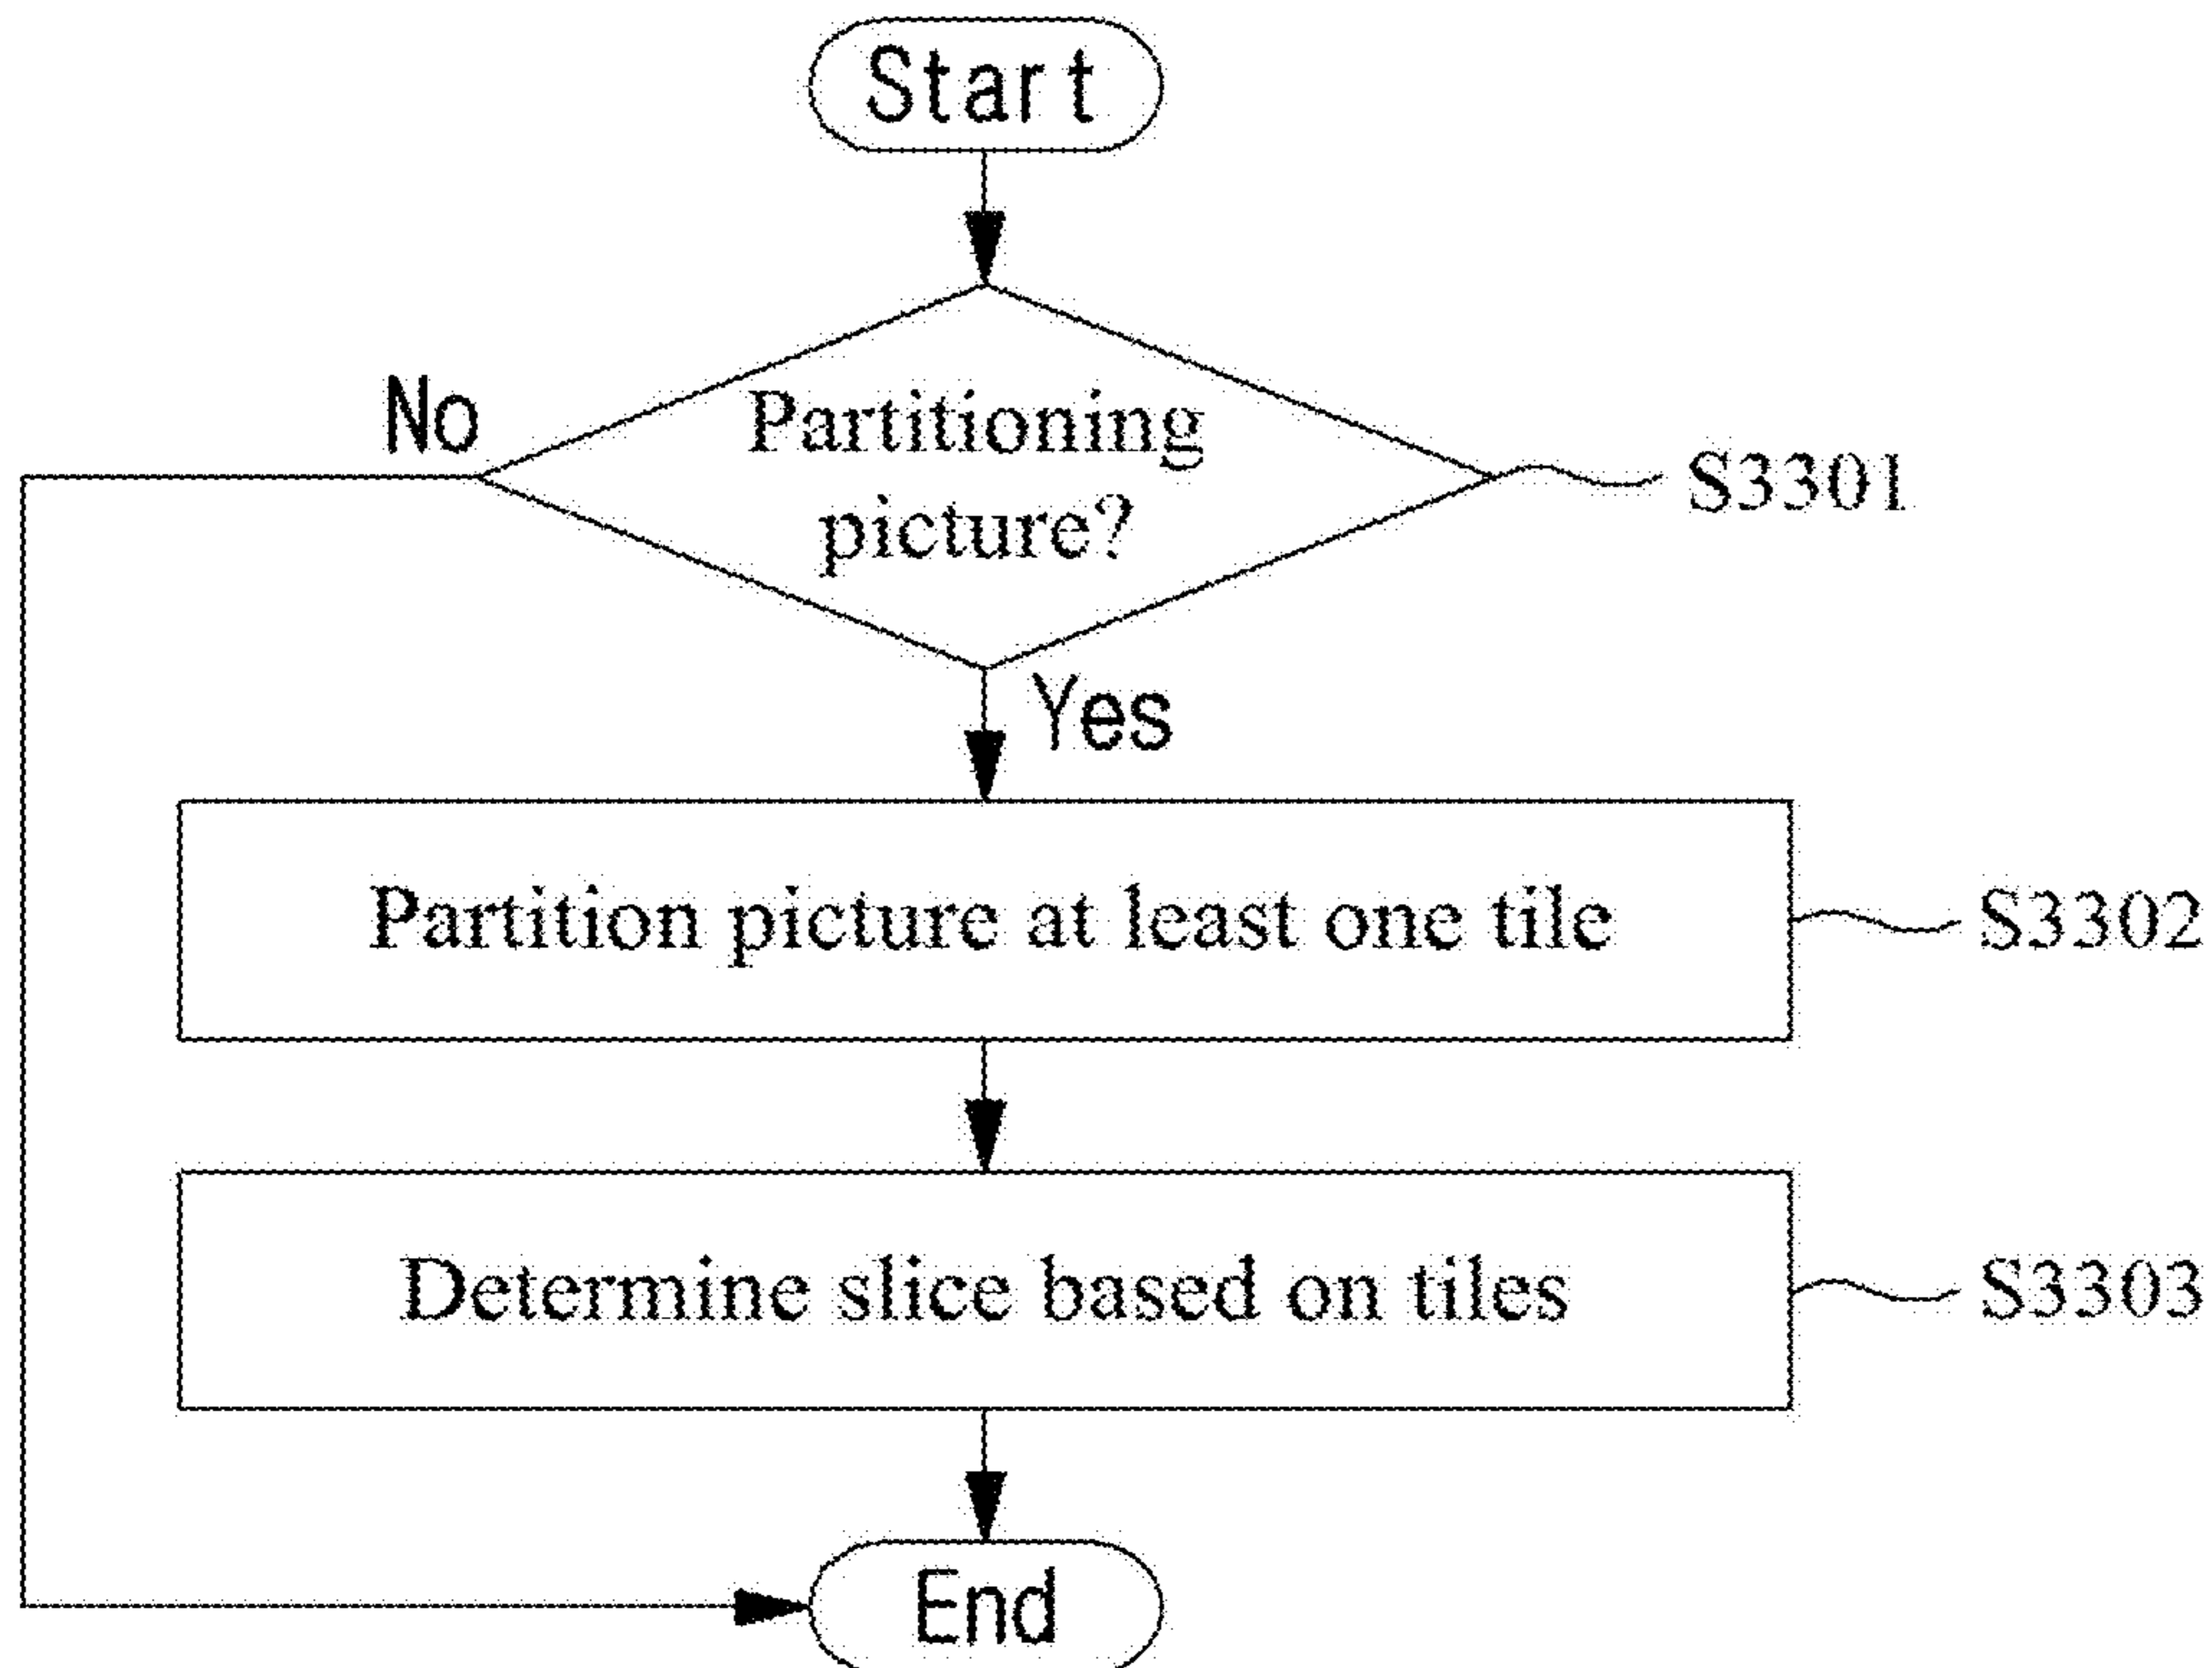 Start
No
Partitioning
picture?
S3301
Yes
Partition picture at least one tile
S3302
Determine slice based on tiles
S3303
End